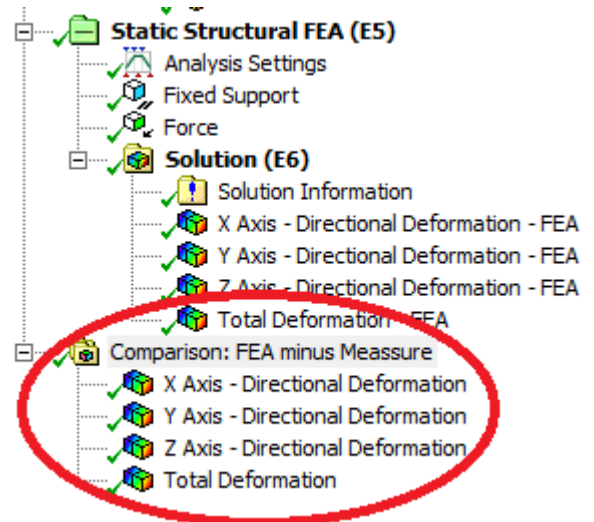 Static Structural FEA (E5)
Analysis Settings
Fixed Support
Force
Solution (E6)
Solution Information
X Axis - Directional Deformation - FEA
Y Axis - Directional Deformation - FEA
Z Axis - Directional Deformation - FEA
Total Deformation - FEA
Comparison: FEA minus Meassure
X Axis - Directional Deformation
Y Axis - Directional Deformation
Z Axis - Directional Deformation
Total Deformation